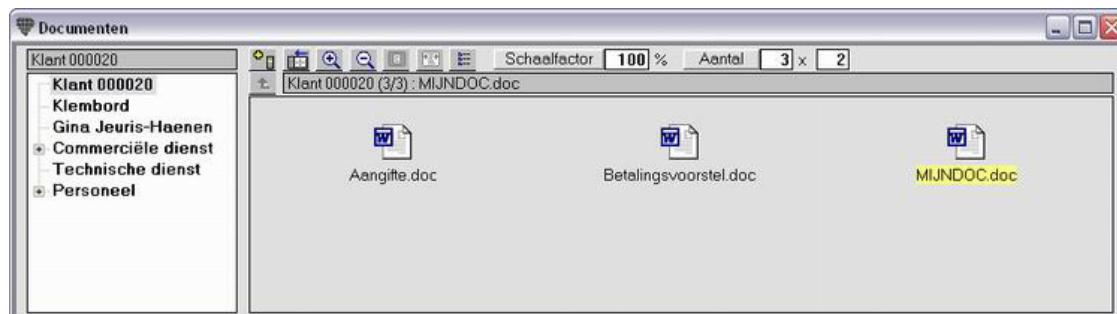 Documenten
Klant 000020
Schaalfactor 100 % Aantal 3 x 2
Klant 000020 (3/3) : MIJNDOC.doc
Klant 000020
Klembord
Gina Jeuris-Haenen
Commerciële dienst
Technische dienst
Personeel
Aangifte.doc
Betalingsvoorstel.doc
MIJNDOC.doc